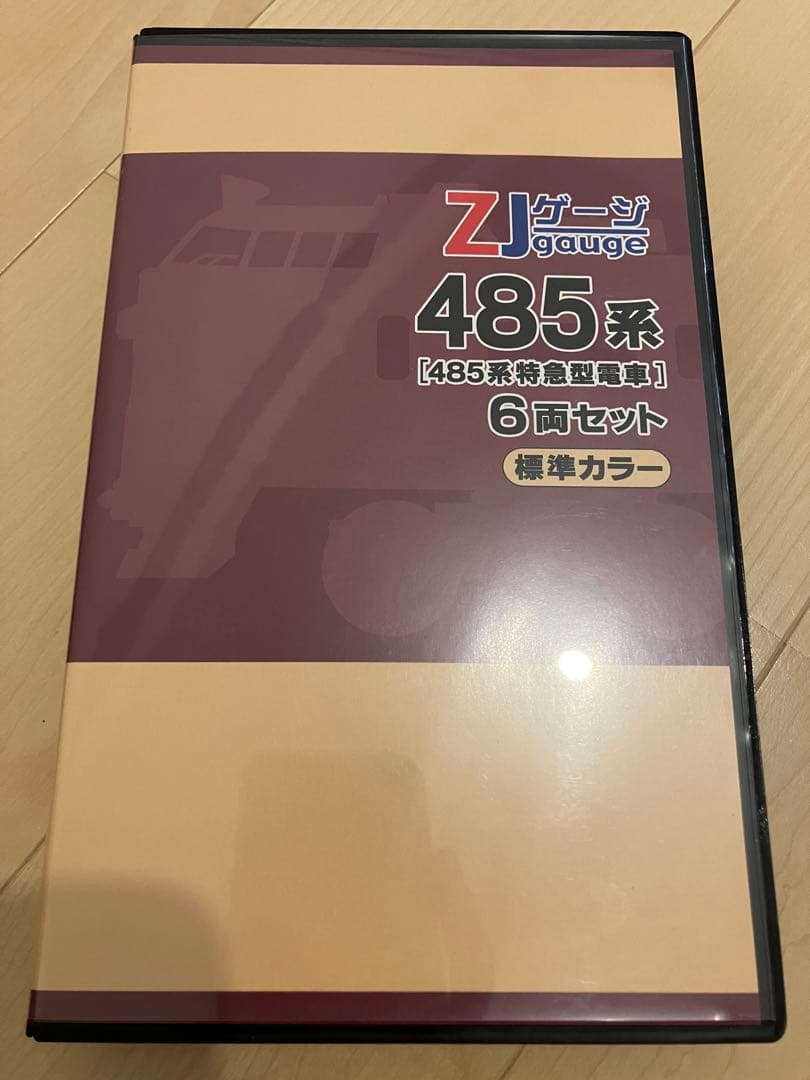 ZJゲージ
gauge
485系
[485系特急型電車]
6両セット
標準カラー